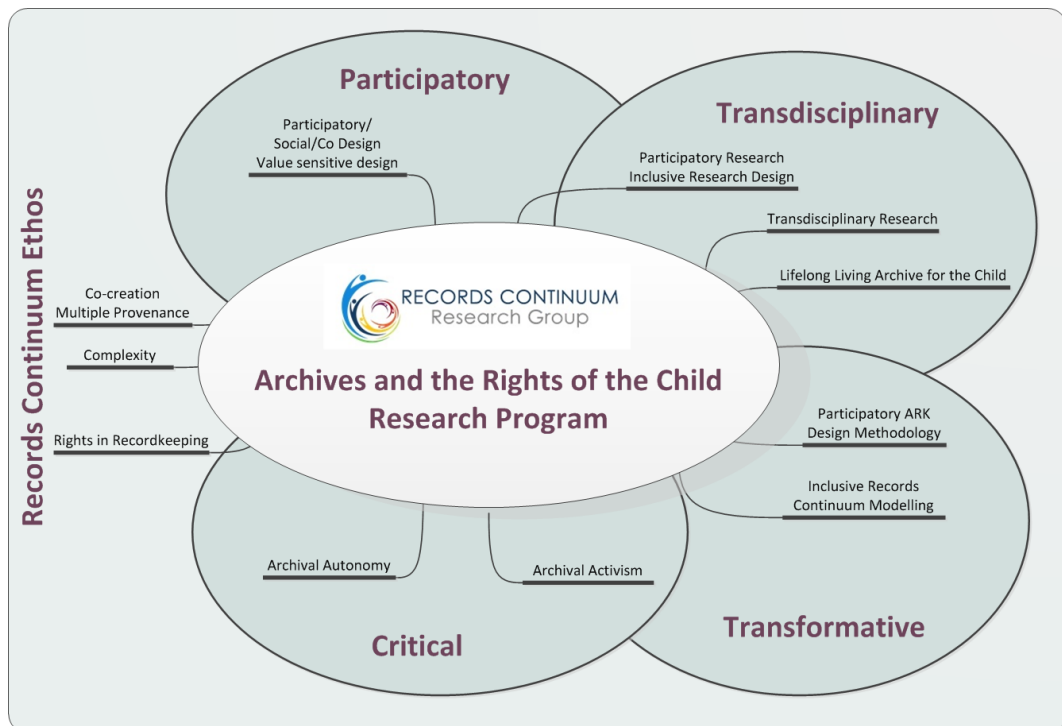 Participatory
Transdisciplinary
Participatory/
Social/Co Design
Value sensitive design
Participatory Research
Inclusive Research Design
Transdisciplinary Research
Lifelong Living Archive for the Child
Records Continuum Ethos
Co-creation
Multiple Provenance
Complexity
Rights in Recordkeeping
RECORDS CONTINUUM
Research Group
Archives and the Rights of the Child
Research Program
Participatory ARK
Design Methodology
Inclusive Records
Continuum Modelling
Archival Autonomy
Archival Activism
Critical
Transformative